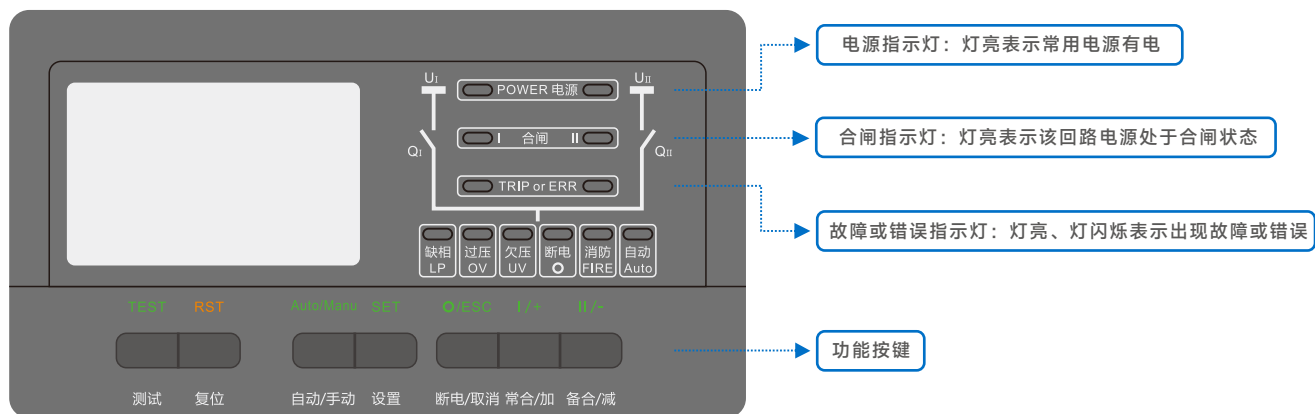 UI
UII
POWER 电源
I 合闸 II
QI
QII
TRIP or ERR
缺相 过压 欠压 断电 消防 自动
LP OV UV O FIRE Auto
TEST RST Auto/Manu SET O/ESC I/+ II/-
测试 复位 自动/手动 设置 断电/取消 常合/加 备合/减
电源指示灯：灯亮表示常用电源有电
合闸指示灯：灯亮表示该回路电源处于合闸状态
故障或错误指示灯：灯亮、灯闪烁表示出现故障或错误
功能按键